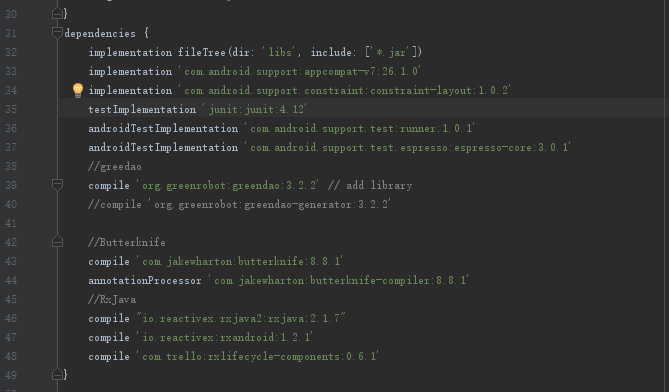 30 }
31 dependencies {
32 implementation fileTree(dir: 'libs', include: ['*.jar'])
33 implementation 'com.android.support:appcompat-v7:26.1.0'
34 implementation 'com.android.support.constraint:constraint-layout:1.0.2'
35 testImplementation 'junit:junit:4.12'
36 androidTestImplementation 'com.android.support.test:runner:1.0.1'
37 androidTestImplementation 'com.android.support.test.espresso:espresso-core:3.0.1'
38 //greedao
39 compile 'org.greenrobot:greendao:3.2.2' // add library
40 //compile 'org.greenrobot:greendao-generator:3.2.2'
41
42 //Butterknife
43 compile 'com.jakewharton:butterknife:8.8.1'
44 annotationProcessor 'com.jakewharton:butterknife-compiler:8.8.1'
45 //RxJava
46 compile "io.reactivex.rxjava2:rxjava:2.1.7"
47 compile 'io.reactivex:rxandroid:1.2.1'
48 compile 'com.trello:rxlifecycle-components:0.6.1'
49 }